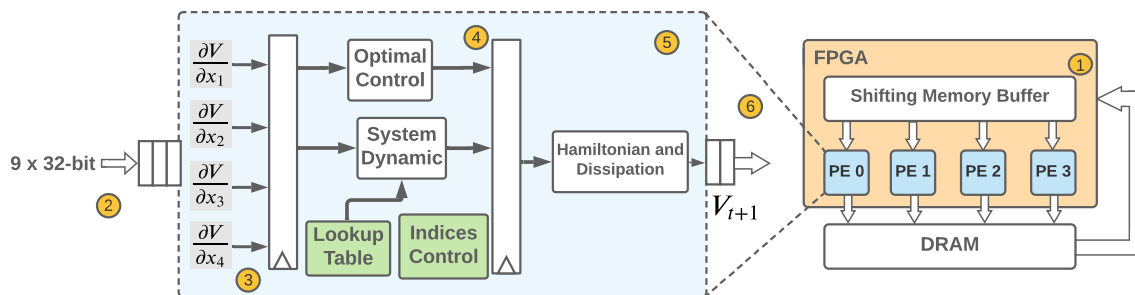 9 x 32-bit
2
∂V
∂x₁
∂V
∂x₂
∂V
∂x₃
∂V
∂x₄
3
Optimal
Control
System
Dynamic
Lookup
Table
Indices
Control
4
Hamiltonian and
Dissipation
5
6
Vₜ₊₁
FPGA
1
Shifting Memory Buffer
PE 0
PE 1
PE 2
PE 3
DRAM